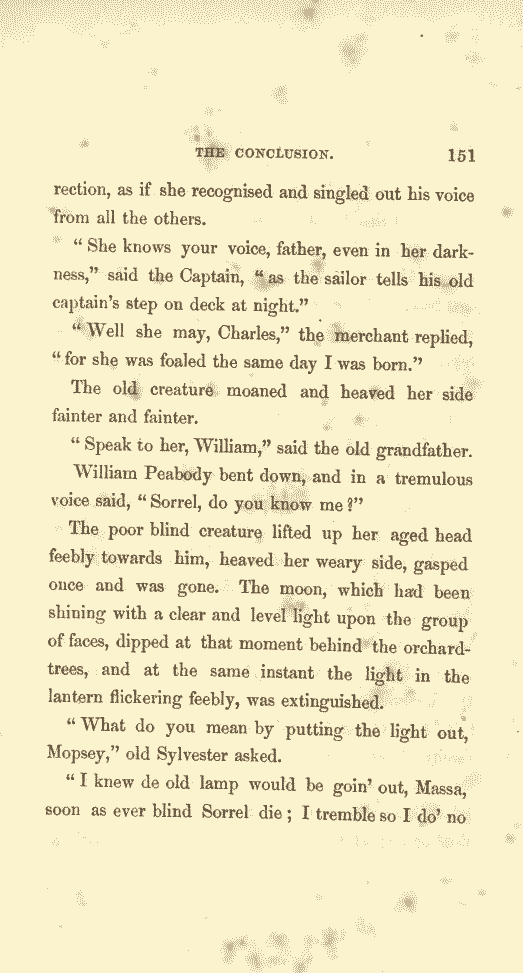 THE CONCLUSION. 151
rection, as if she recognised and singled out his voice
from all the others.
“ She knows your voice, father, even in her dark-
ness,” said the Captain, “ as the sailor tells his old
captain’s step on deck at night.”
“ Well she may, Charles,” the merchant replied,
“ for she was foaled the same day I was born.”
The old creature moaned and heaved her side
fainter and fainter.
“ Speak to her, William,” said the old grandfather.
William Peabody bent down, and in a tremulous
voice said, “ Sorrel, do you know me ?”
The poor blind creature lifted up her aged head
feebly towards him, heaved her weary side, gasped
once and was gone. The moon, which had been
shining with a clear and level light upon the group
of faces, dipped at that moment behind the orchard-
trees, and at the same instant the light in the
lantern flickering feebly, was extinguished.
“ What do you mean by putting the light out,
Mopsey,” old Sylvester asked.
“ I knew de old lamp would be goin’ out, Massa,
soon as ever blind Sorrel die ; I tremble so I do’ no